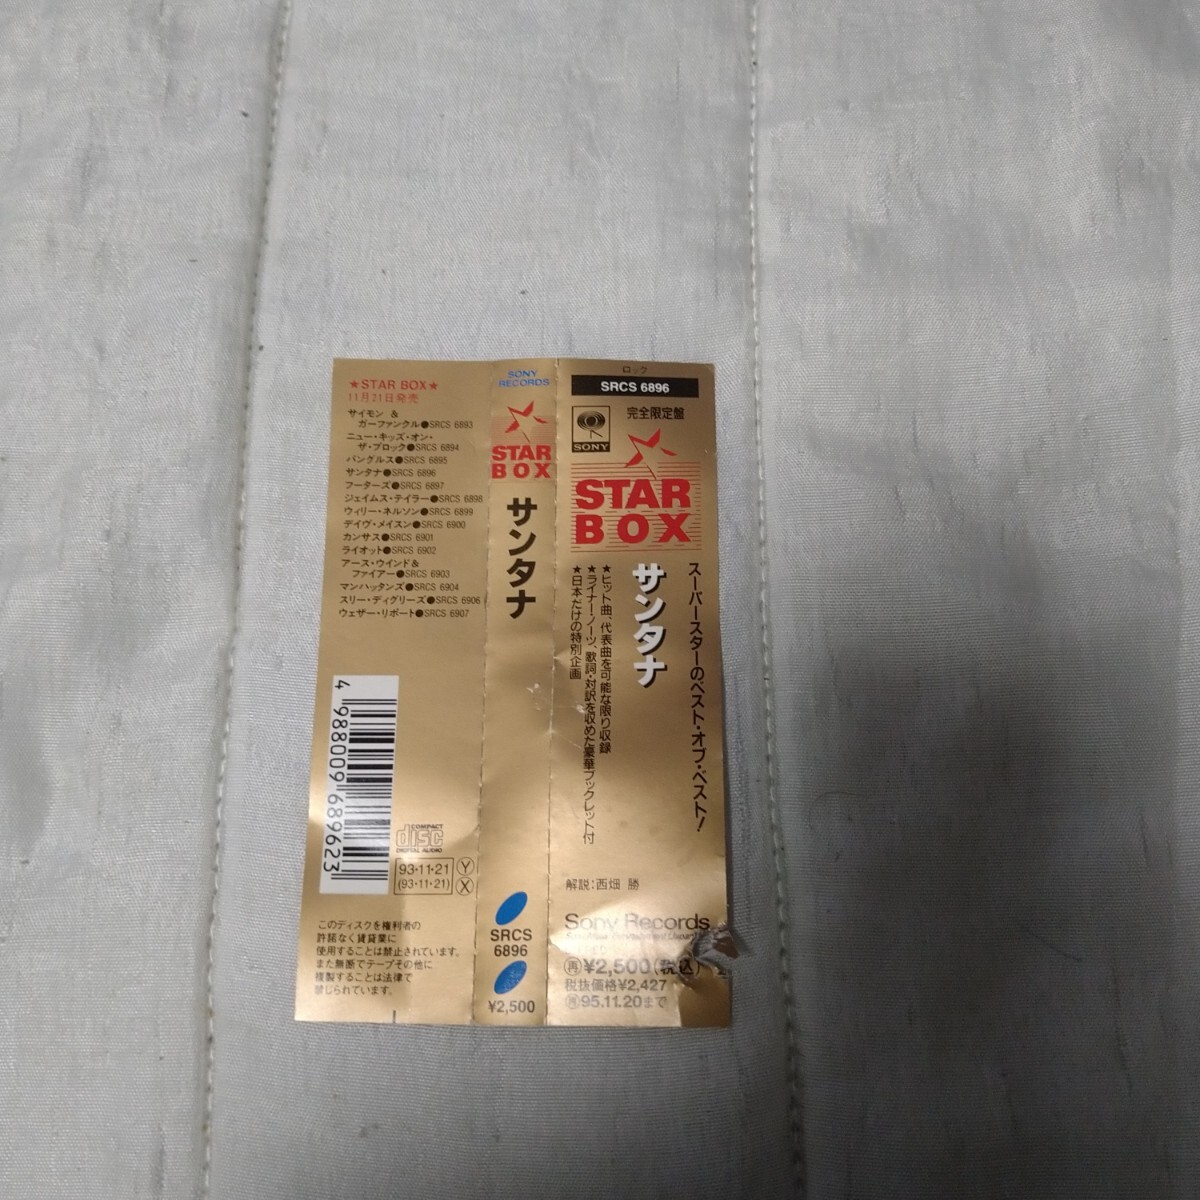 ★STAR BOX★
11月21日発売
サイモン &
ガーファンクル●SRCS 6893
ニュー・キッズ・オン・
ザ・ブロック●SRCS 6894
バングルス●SRCS 6895
サンタナ●SRCS 6896
フーターズ●SRCS 6897
ジェイムス・テイラー●SRCS 6898
ウィリー・ネルソン●SRCS 6899
デイヴ・メイスン●SRCS 6900
カンサス●SRCS 6901
ライオット●SRCS 6902
アース・ウインド&
ファイアー●SRCS 6903
マンハッタンズ●SRCS 6904
スリー・ディグリーズ●SRCS 6906
ウェザー・リポート●SRCS 6907
4 988009 689623
COMPACT
disc
DIGITAL AUDIO
93・11・21 Y
(93・11・21) X
このディスクを権利者の
許諾なく賃貸業に
使用することは禁止されています。
また無断でテープその他に
複製することは法律で
禁じられています。
SONY
RECORDS
STAR
BOX
サンタナ
SRCS
6896
¥2,500
ロック
SRCS 6896
SONY
完全限定盤
STAR
BOX
スーパースターのベスト・オブ・ベスト!
サンタナ
★ヒット曲、代表曲を可能な限り収録
★ライナー・ノーツ、歌詞・対訳を収めた豪華ブックレット付
★日本だけの特別企画
解説:西畑 勝
Sony Records
再¥2,500(税込)
税抜価格¥2,427
再95.11.20まで